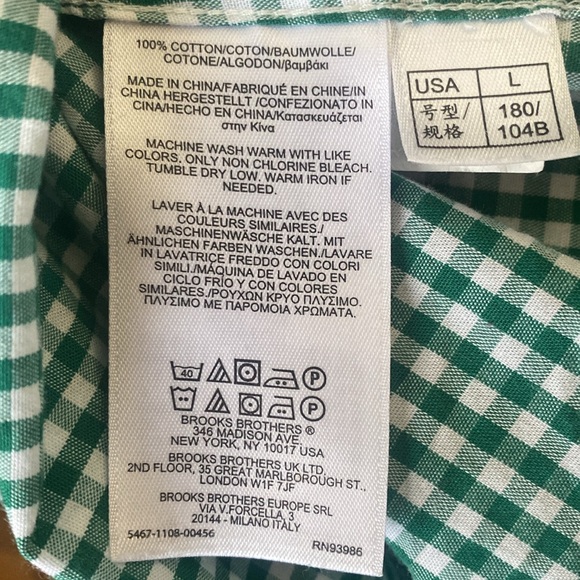 100% COTTON/COTON/BAUMWOLLE/
COTONE/ALGODON/βαμβάκι
MADE IN CHINA/FABRIQUÉ EN CHINE/IN
CHINA HERGESTELLT /CONFEZIONATO IN
CINA/HECHO EN CHINA/Κατασκευάζεται
στην Κίνα
MACHINE WASH WARM WITH LIKE
COLORS, ONLY NON CHLORINE BLEACH.
TUMBLE DRY LOW. WARM IRON IF
NEEDED.
LAVER À LA MACHINE AVEC DES
COULEURS SIMILAIRES./
MASCHINENWÄSCHE KALT. MIT
ÄHNLICHEN FARBEN WASCHEN./LAVARE
IN LAVATRICE FREDDO CON COLORI
SIMILI./MÁQUINA DE LAVADO EN
CICLO FRÍO Y CON COLORES
SIMILARES./ΡΟΥΧΩΝ ΚΡΥΟ ΠΛΥΣΙΜΟ.
ΠΛΥΣΙΜΟ ΜΕ ΠΑΡΟΜΟΙΑ ΧΡΩΜΑΤΑ.
40 P
P
BROOKS BROTHERS ®
346 MADISON AVE
NEW YORK, NY 10017 USA
BROOKS BROTHERS UK LTD.
2ND FLOOR, 35 GREAT MARLBOROUGH ST.,
LONDON W1F 7JF
BROOKS BROTHERS EUROPE SRL
VIA V.FORCELLA, 3
20144 - MILANO ITALY
5467-1108-00456 RN93986
USA L
号型/ 180/
规格 104B